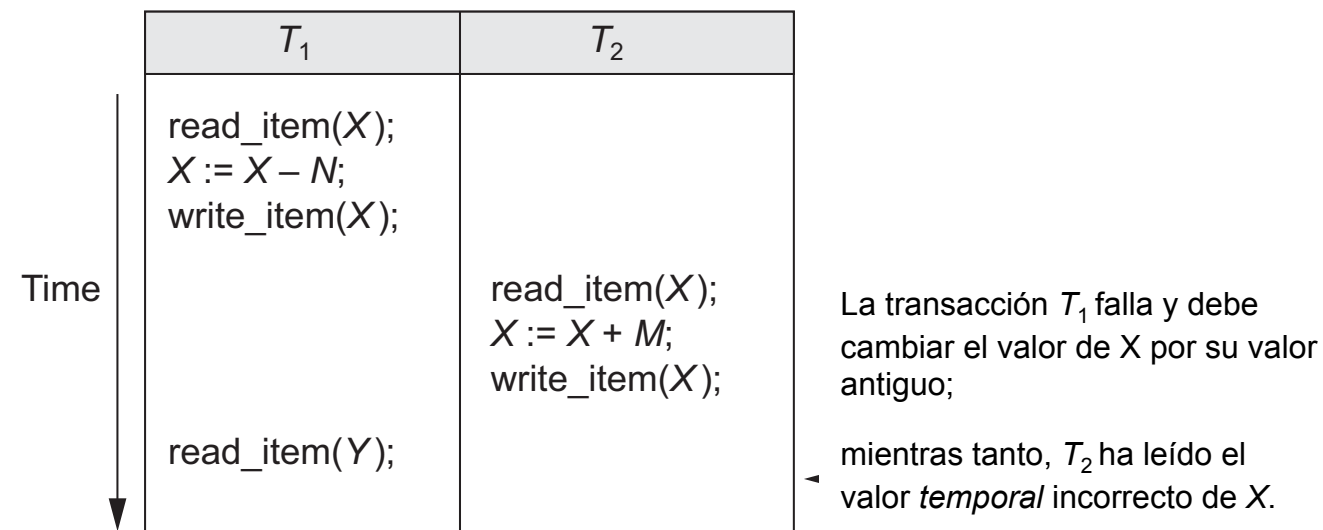 T1 T2
read_item(X);
X := X – N;
write_item(X);
Time
read_item(X);
X := X + M;
write_item(X);
read_item(Y);
La transacción T1 falla y debe
cambiar el valor de X por su valor
antiguo;
mientras tanto, T2 ha leído el
valor temporal incorrecto de X.